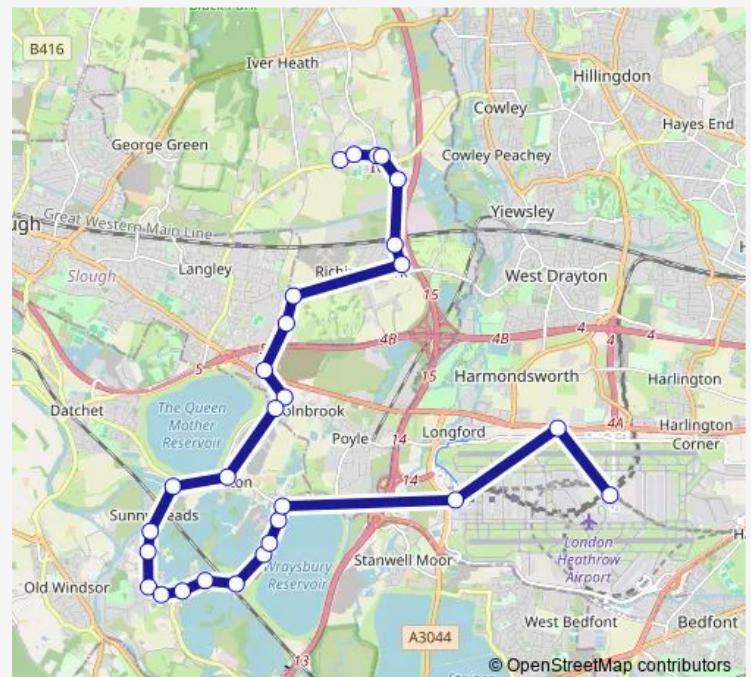 B416
Iver Heath
Hillingdon
Cowley
Hayes End
George Green
Cowley Peachey
Yiewsley
Great Western Main Line
Langley
Slough
West Drayton
15
5
4B
4B
4
4
4
15
Harmondsworth
Harlington
Datchet
The Queen
Mother
Reservoir
4A
Harlington
Corner
Poyle
14
Longford
14
London
Heathrow
Airport
Stanwell Moor
Wraysbury
Reservoir
Old Windsor
West Bedfont
Bedfont
A3044
13
© OpenStreetMap contributors